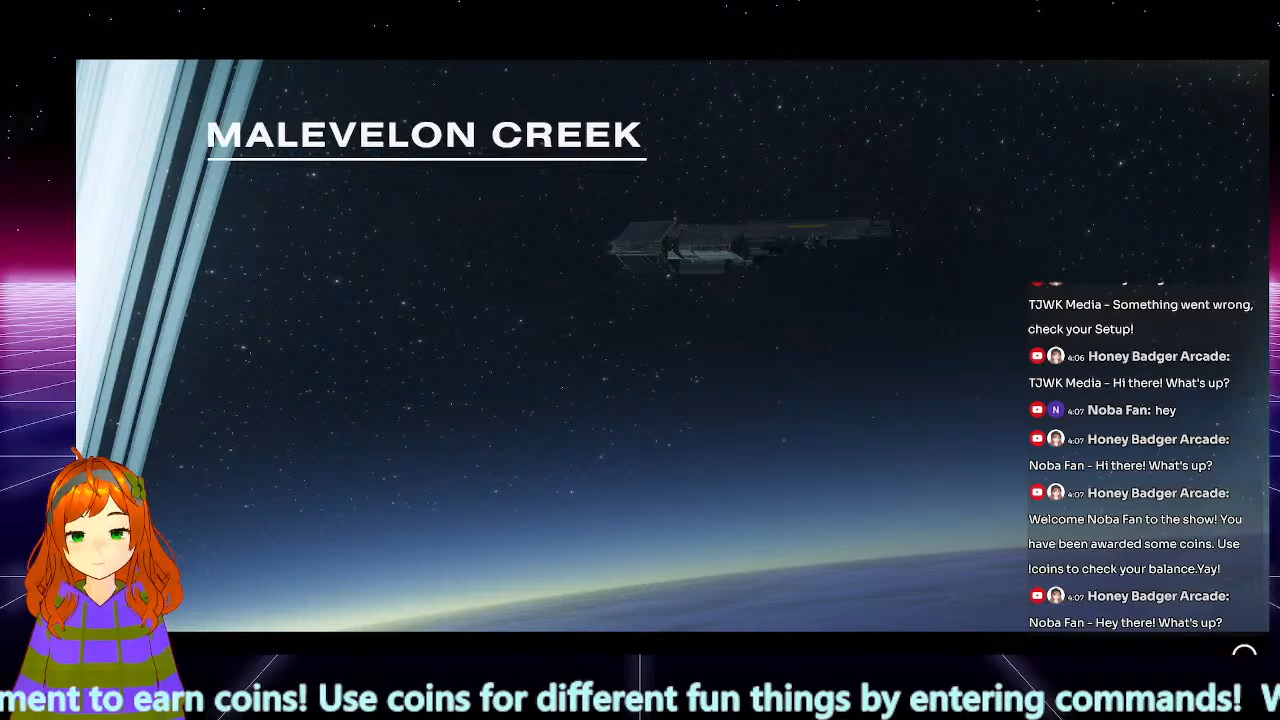 MALEVELON CREEK
TJWK Media - Something went wrong,
check your Setup!
4:06 Honey Badger Arcade:
TJWK Media - Hi there! What's up?
N 4:07 Noba Fan: hey
4:07 Honey Badger Arcade:
Noba Fan - Hi there! What's up?
4:07 Honey Badger Arcade:
Welcome Noba Fan to the show! You
have been awarded some coins. Use
!coins to check your balance.Yay!
4:07 Honey Badger Arcade:
Noba Fan - Hey there! What's up?
ment to earn coins! Use coins for different fun things by entering commands! W